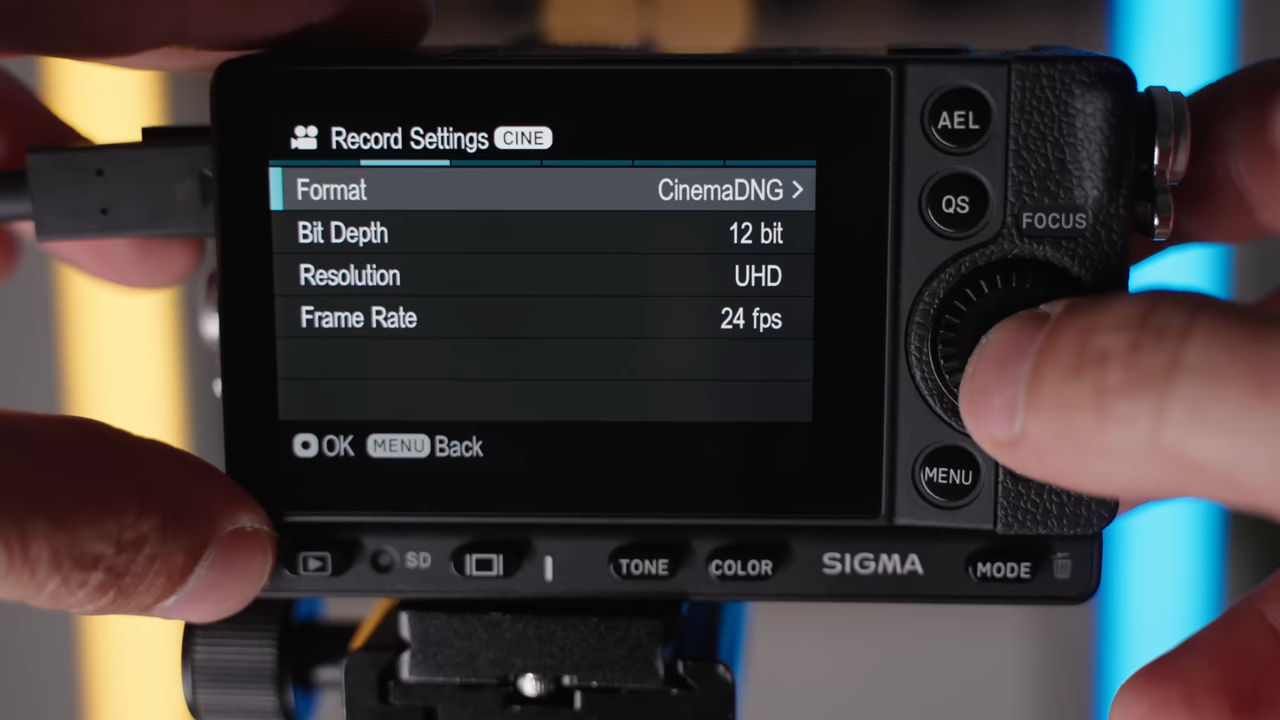 Record Settings CINE
Format CinemaDNG >
Bit Depth 12 bit
Resolution UHD
Frame Rate 24 fps
OK MENU Back
AEL
QS
FOCUS
MENU
SD TONE COLOR SIGMA MODE